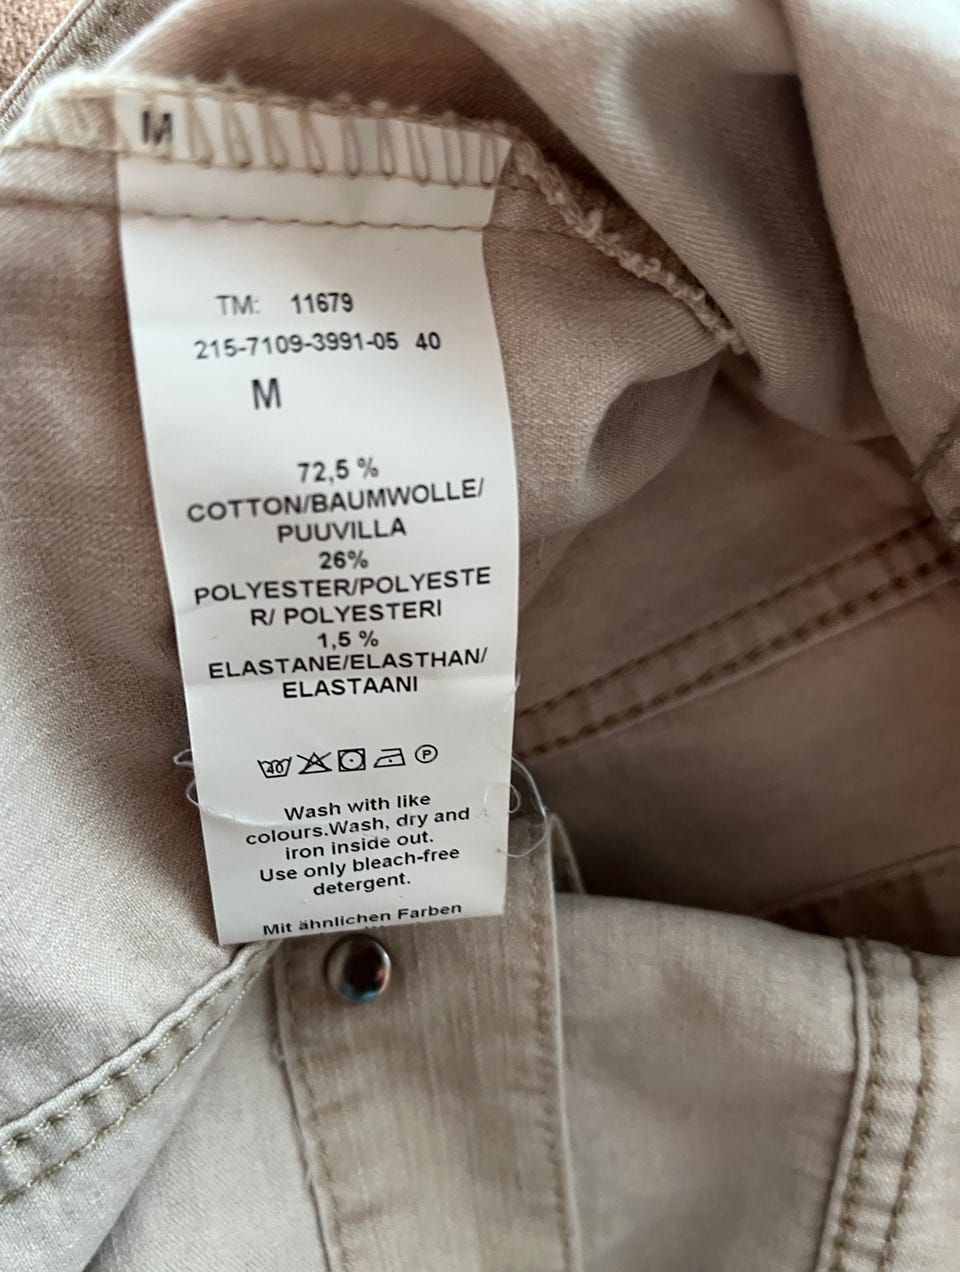 M
TM: 11679
215-7109-3991-05 40
M
72,5 %
COTTON/BAUMWOLLE/
PUUVILLA
26%
POLYESTER/POLYESTE
R/ POLYESTERI
1,5 %
ELASTANE/ELASTHAN/
ELASTAANI
40 P
Wash with like
colours.Wash, dry and
iron inside out.
Use only bleach-free
detergent.
Mit ähnlichen Farben